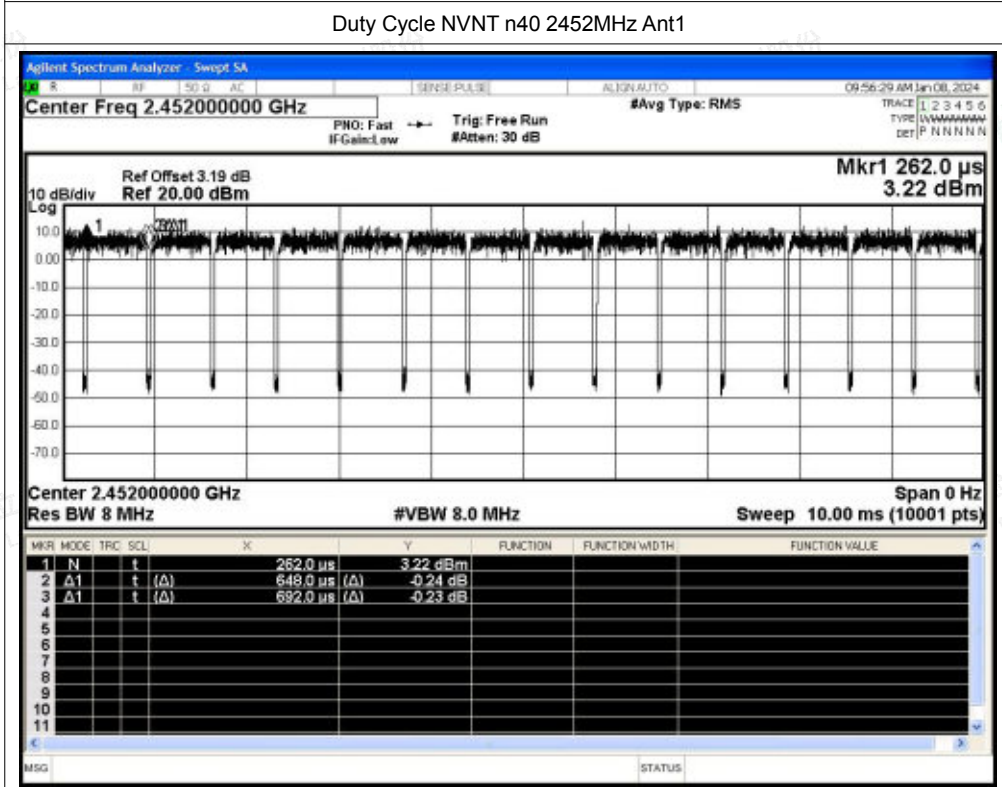 Duty Cycle NVNT n40 2452MHz Ant1
Agilent Spectrum Analyzer - Swept SA
R RF 50 Ω AC SENSE:PULSE ALIGN AUTO 09:56:29 AM Jan 08, 2024
Center Freq 2.452000000 GHz #Avg Type: RMS TRACE 1 2 3 4 5 6
PNO: Fast Trig: Free Run TYPE
IFGain:Low #Atten: 30 dB DET P N N N N N
Mkr1 262.0 µs
3.22 dBm
Ref Offset 3.19 dB
10 dB/div Ref 20.00 dBm
Log
10.0
0.00
-10.0
-20.0
-30.0
-40.0
-50.0
-60.0
-70.0
1
Center 2.452000000 GHz Span 0 Hz
Res BW 8 MHz #VBW 8.0 MHz Sweep 10.00 ms (10001 pts)
MKR MODE TRC SCL X Y FUNCTION FUNCTION WIDTH FUNCTION VALUE
1 N t 262.0 µs 3.22 dBm
2 Δ1 t (Δ) 648.0 µs (Δ) -0.24 dB
3 Δ1 t (Δ) 692.0 µs (Δ) -0.23 dB
4
5
6
7
8
9
10
11
MSG STATUS